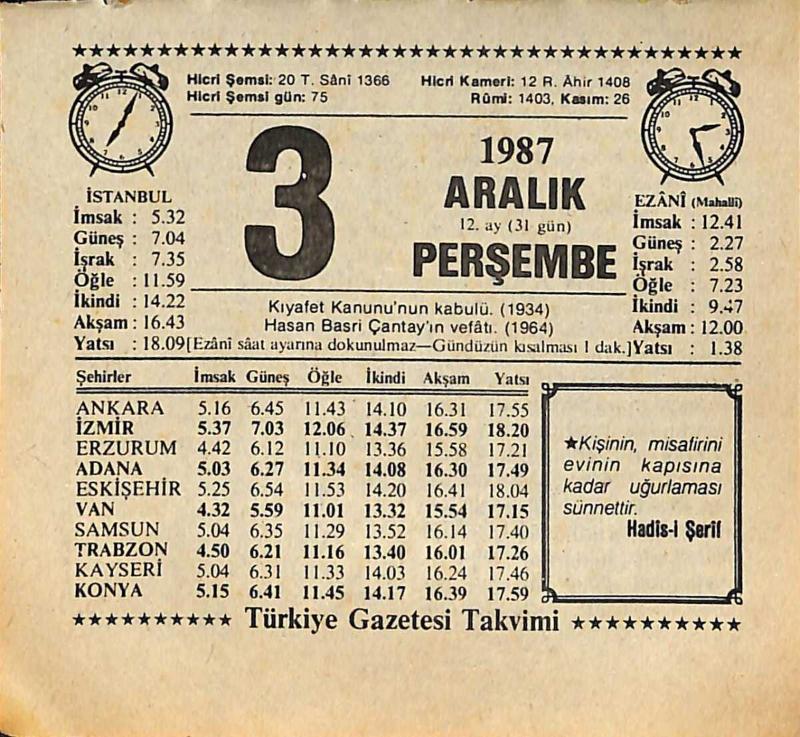 Hicri Şemsi: 20 T. Sâni 1366 Hicri Kameri: 12 R. Âhir 1408
Hicri Şemsi gün: 75 Rûmi: 1403, Kasım: 26
3
1987
ARALIK
12. ay (31 gün)
PERŞEMBE
İSTANBUL
İmsak : 5.32
Güneş : 7.04
İşrak : 7.35
Öğle : 11.59
İkindi : 14.22
Akşam : 16.43
Yatsı : 18.09
EZÂNÎ (Mahallî)
İmsak : 12.41
Güneş : 2.27
İşrak : 2.58
Öğle : 7.23
İkindi : 9.47
Akşam : 12.00
Yatsı : 1.38
Kıyafet Kanunu'nun kabulü. (1934)
Hasan Basri Çantay'ın vefâtı. (1964)
[Ezânî sâat ayarına dokunulmaz—Gündüzün kısalması 1 dak.]
Şehirler İmsak Güneş Öğle İkindi Akşam Yatsı
ANKARA 5.16 6.45 11.43 14.10 16.31 17.55
İZMİR 5.37 7.03 12.06 14.37 16.59 18.20
ERZURUM 4.42 6.12 11.10 13.36 15.58 17.21
ADANA 5.03 6.27 11.34 14.08 16.30 17.49
ESKİŞEHİR 5.25 6.54 11.53 14.20 16.41 18.04
VAN 4.32 5.59 11.01 13.32 15.54 17.15
SAMSUN 5.04 6.35 11.29 13.52 16.14 17.40
TRABZON 4.50 6.21 11.16 13.40 16.01 17.26
KAYSERİ 5.04 6.31 11.33 14.03 16.24 17.46
KONYA 5.15 6.41 11.45 14.17 16.39 17.59
★Kişinin, misafirini
evinin kapısına
kadar uğurlaması
sünnettir.
Hadis-i Şerif
Türkiye Gazetesi Takvimi